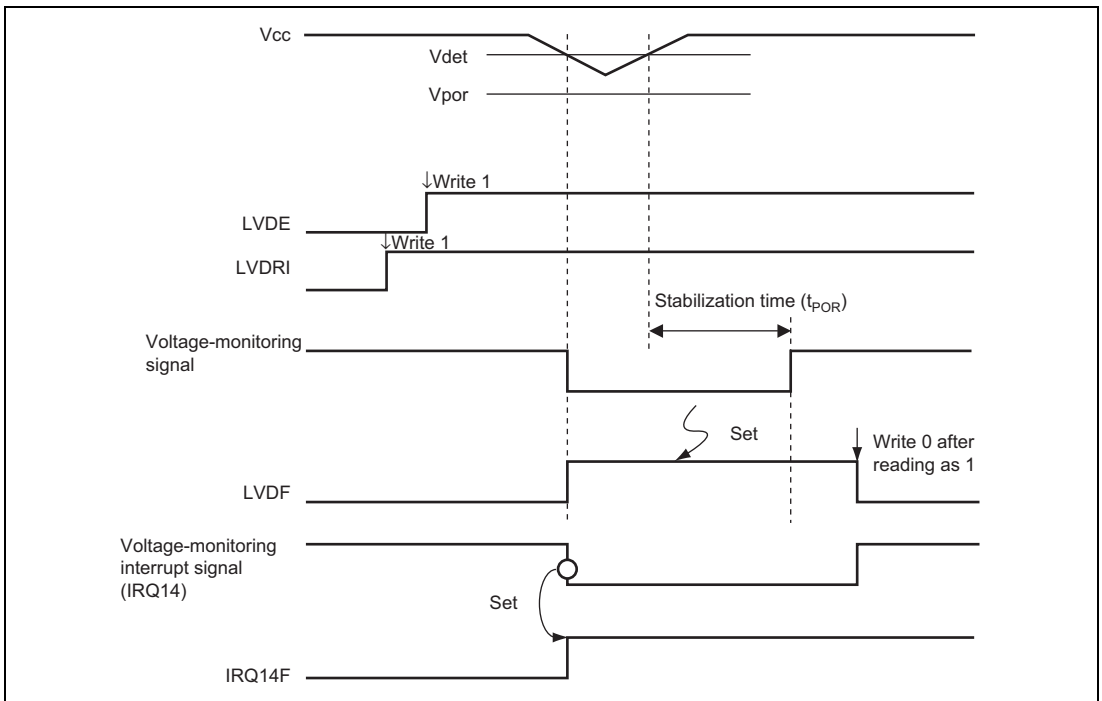 Vcc
Vdet
Vpor
↓Write 1
LVDE
↓Write 1
LVDRI
Stabilization time (tPOR)
Voltage-monitoring
signal
Set
Write 0 after
reading as 1
LVDF
Voltage-monitoring
interrupt signal
(IRQ14)
Set
IRQ14F